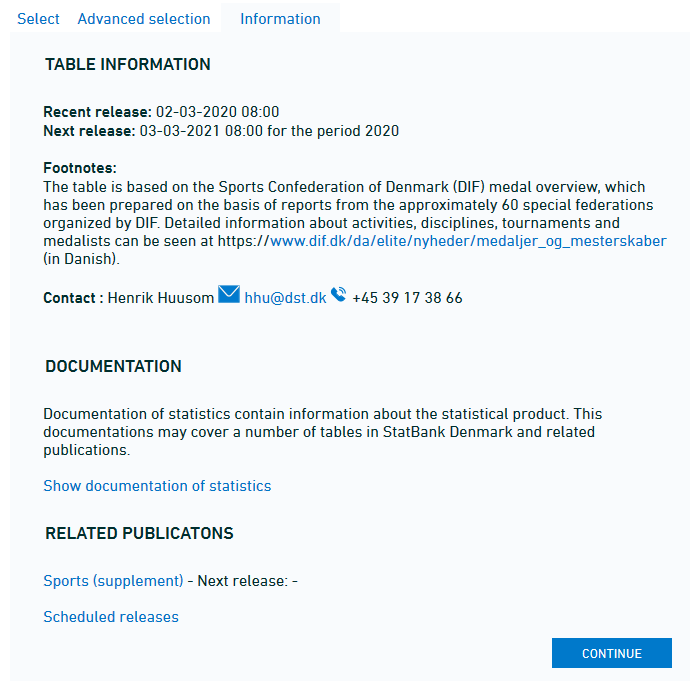 Select Advanced selection Information
TABLE INFORMATION
Recent release: 02-03-2020 08:00
Next release: 03-03-2021 08:00 for the period 2020
Footnotes:
The table is based on the Sports Confederation of Denmark (DIF) medal overview, which
has been prepared on the basis of reports from the approximately 60 special federations
organized by DIF. Detailed information about activities, disciplines, tournaments and
medalists can be seen at https://www.dif.dk/da/elite/nyheder/medaljer_og_mesterskaber
(in Danish).
Contact : Henrik Huusom hhu@dst.dk +45 39 17 38 66
DOCUMENTATION
Documentation of statistics contain information about the statistical product. This
documentations may cover a number of tables in StatBank Denmark and related
publications.
Show documentation of statistics
RELATED PUBLICATONS
Sports (supplement) - Next release: -
Scheduled releases
CONTINUE